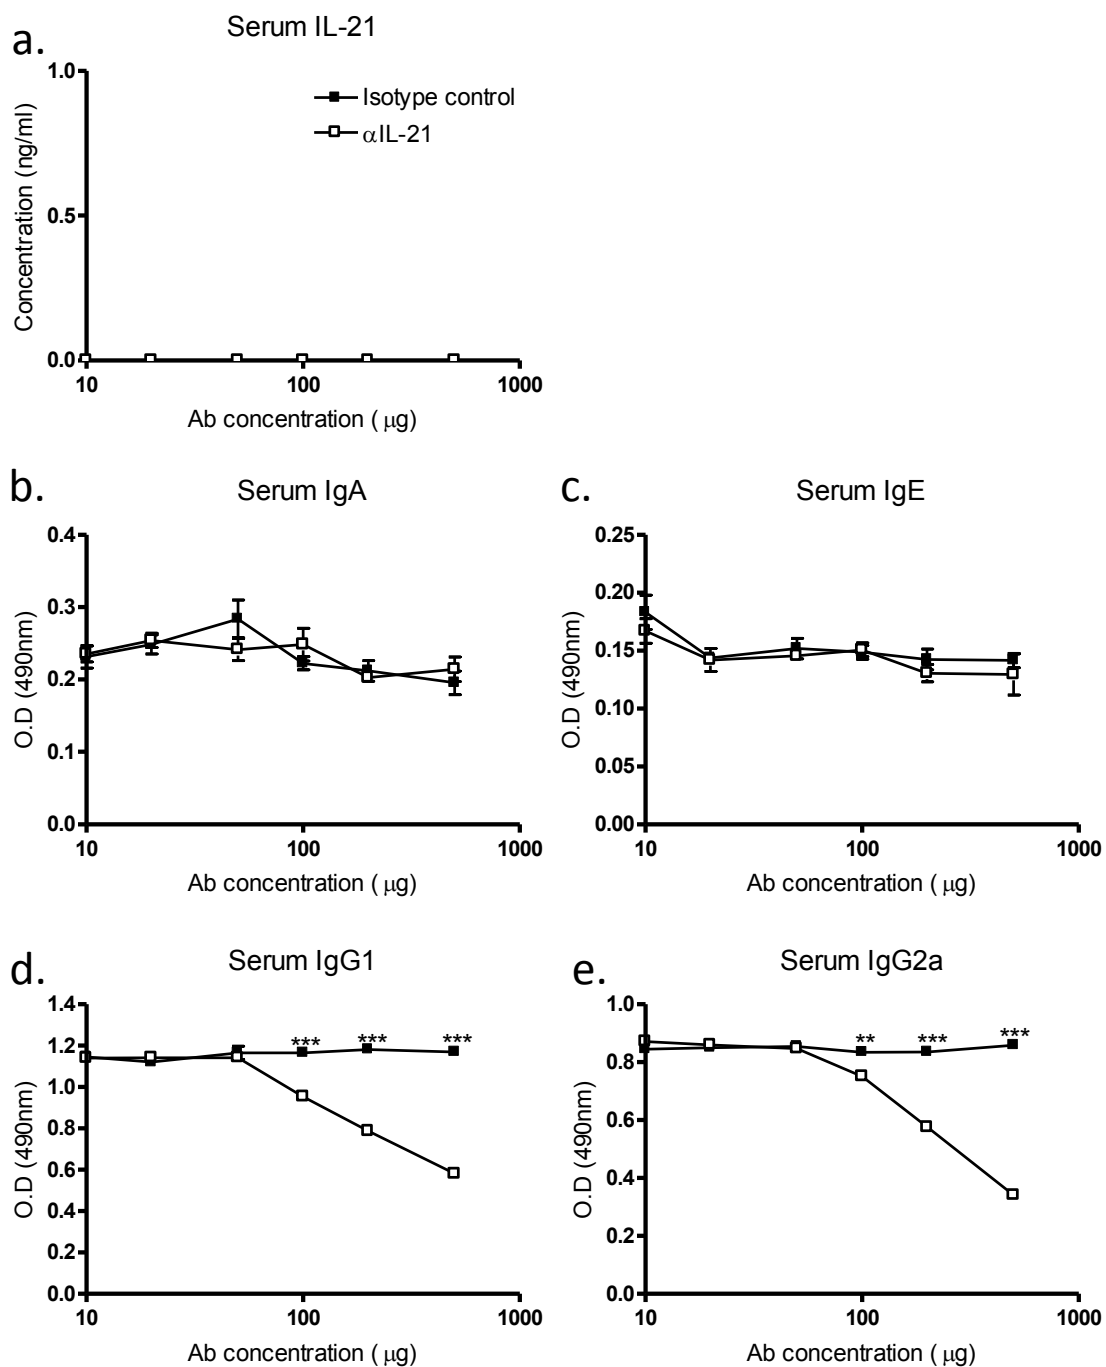 a.
Serum IL-21
Isotype control
αIL-21
Concentration (ng/ml)
1.0
0.5
0.0
10
100
1000
Ab concentration ( μg)
b.
Serum IgA
O.D (490nm)
0.4
0.3
0.2
0.1
0.0
10
100
1000
Ab concentration ( μg)
c.
Serum IgE
O.D (490nm)
0.25
0.20
0.15
0.10
0.05
0.00
10
100
1000
Ab concentration ( μg)
d.
Serum IgG1
O.D (490nm)
1.4
1.2
1.0
0.8
0.6
0.4
0.2
0.0
*** *** ***
10
100
1000
Ab concentration ( μg)
e.
Serum IgG2a
O.D (490nm)
1.0
0.8
0.6
0.4
0.2
0.0
** *** ***
10
100
1000
Ab concentration ( μg)